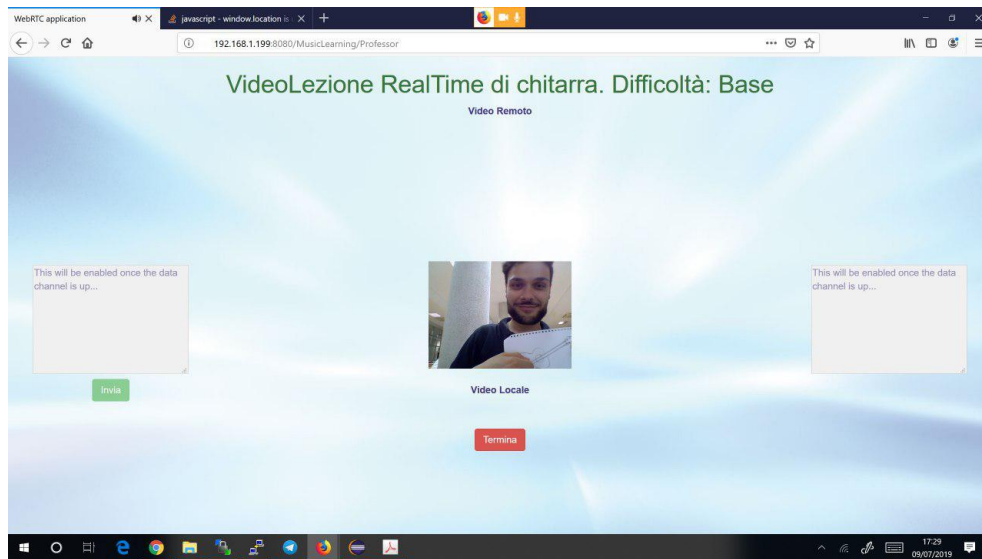 WebRTC application
javascript - window.location is
192.168.1.199:8080/MusicLearning/Professor
VideoLezione RealTime di chitarra. Difficoltà: Base
Video Remoto
This will be enabled once the data
channel is up...
This will be enabled once the data
channel is up...
Invia
Video Locale
Termina
17:29
09/07/2019